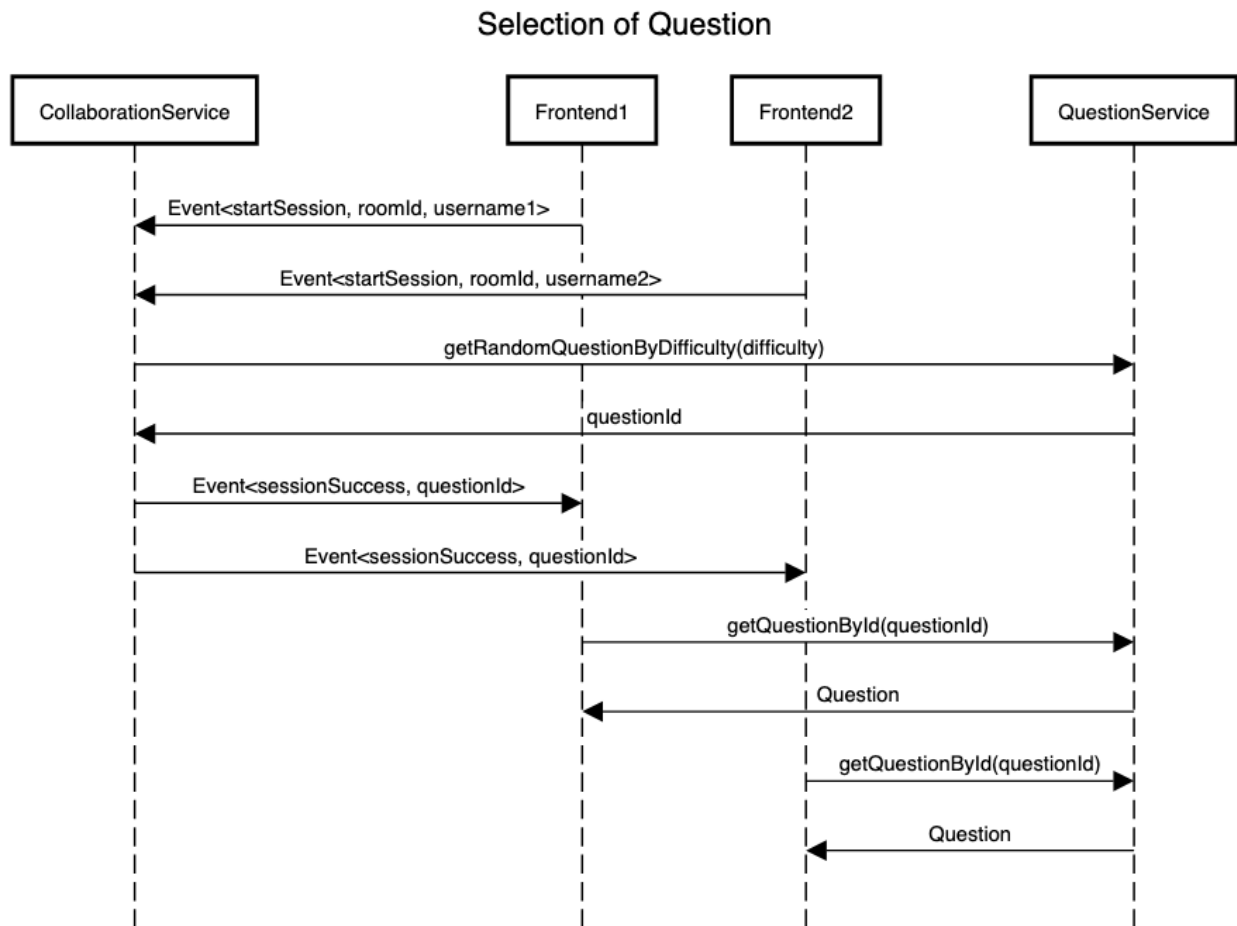 Selection of Question
CollaborationService
Frontend1
Frontend2
QuestionService
Event<startSession, roomId, username1>
Event<startSession, roomId, username2>
getRandomQuestionByDifficulty(difficulty)
questionId
Event<sessionSuccess, questionId>
Event<sessionSuccess, questionId>
getQuestionById(questionId)
Question
getQuestionById(questionId)
Question